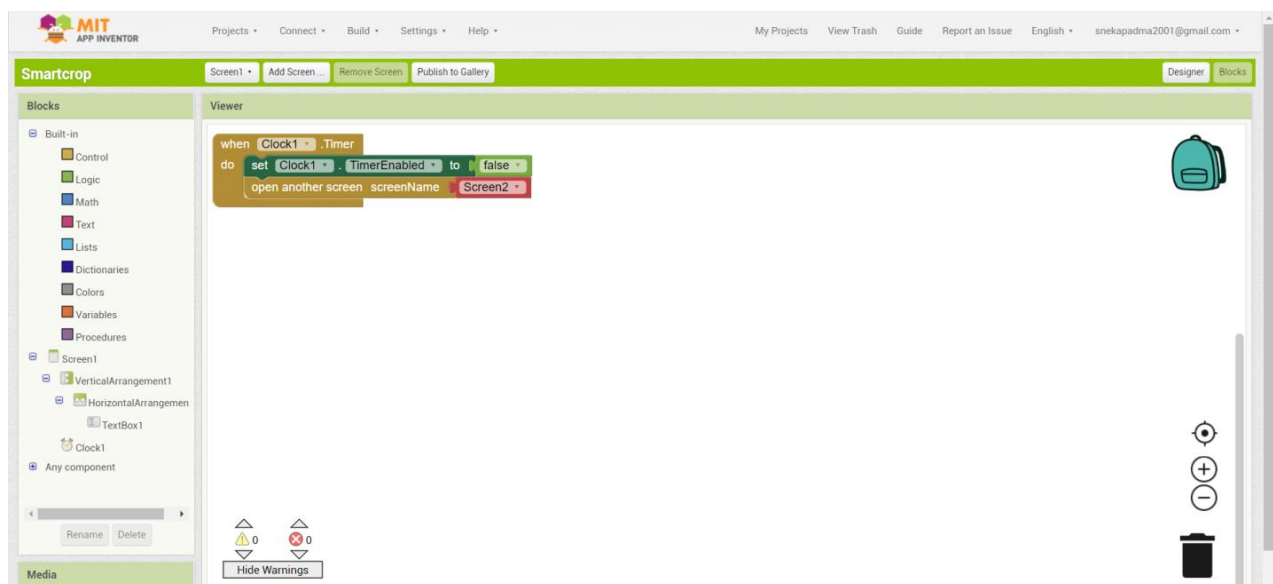 MIT
APP INVENTOR
Projects Connect Build Settings Help My Projects View Trash Guide Report an Issue English snekapadma2001@gmail.com
Smartcrop Screen1 Add Screen ... Remove Screen Publish to Gallery Designer Blocks
Blocks Viewer
Built-in
Control
Logic
Math
Text
Lists
Dictionaries
Colors
Variables
Procedures
Screen1
VerticalArrangement1
HorizontalArrangemen
TextBox1
Clock1
Any component
Rename Delete
Media
when Clock1 .Timer
do set Clock1 . TimerEnabled to false
open another screen screenName Screen2
0 0
Hide Warnings